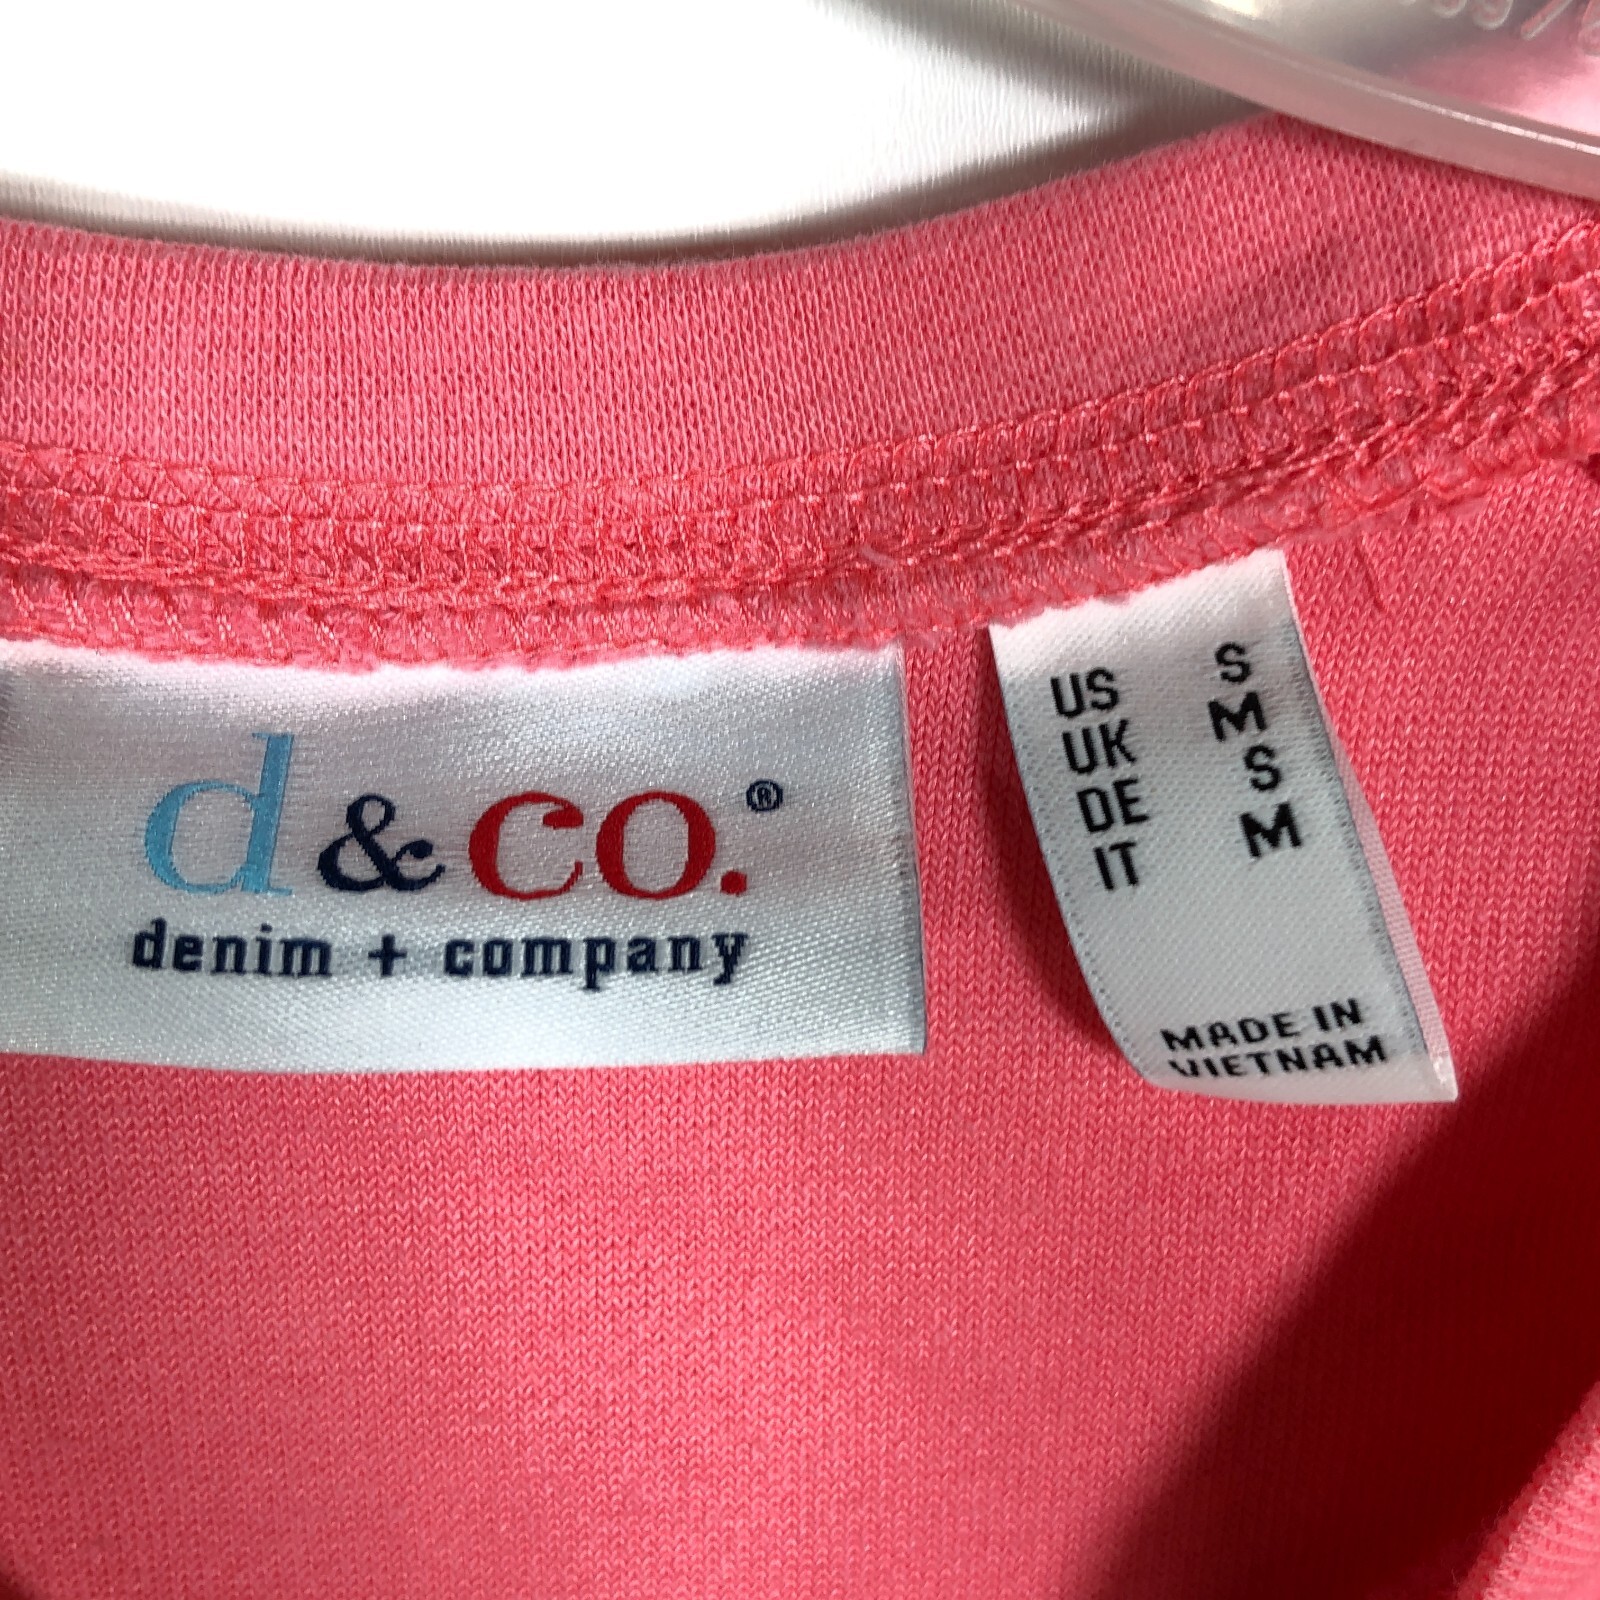 d & co.®
denim + company
US S
UK M
DE S
IT M
MADE IN
VIETNAM